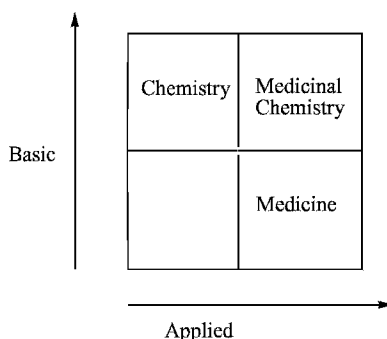 Chemistry
Medicinal
Chemistry
Basic
Medicine
Applied